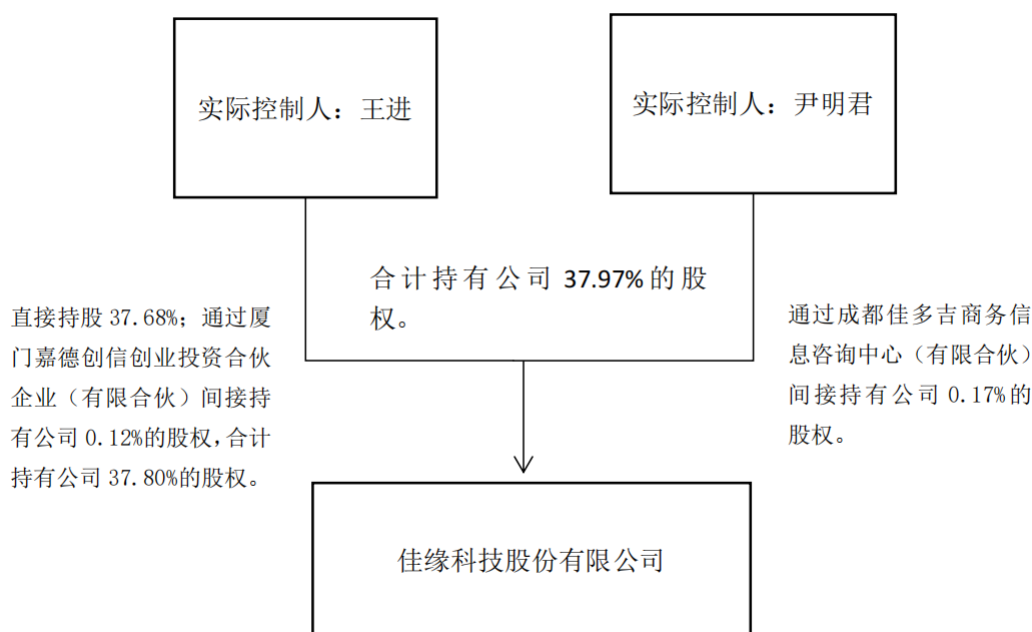 实际控制人：王进
实际控制人：尹明君
合计持有公司 37.97%的股
权。
直接持股 37.68%；通过厦
门嘉德创信创业投资合伙
企业（有限合伙）间接持
有公司 0.12%的股权，合计
持有公司 37.80%的股权。
通过成都佳多吉商务信
息咨询中心（有限合伙）
间接持有公司 0.17%的
股权。
佳缘科技股份有限公司